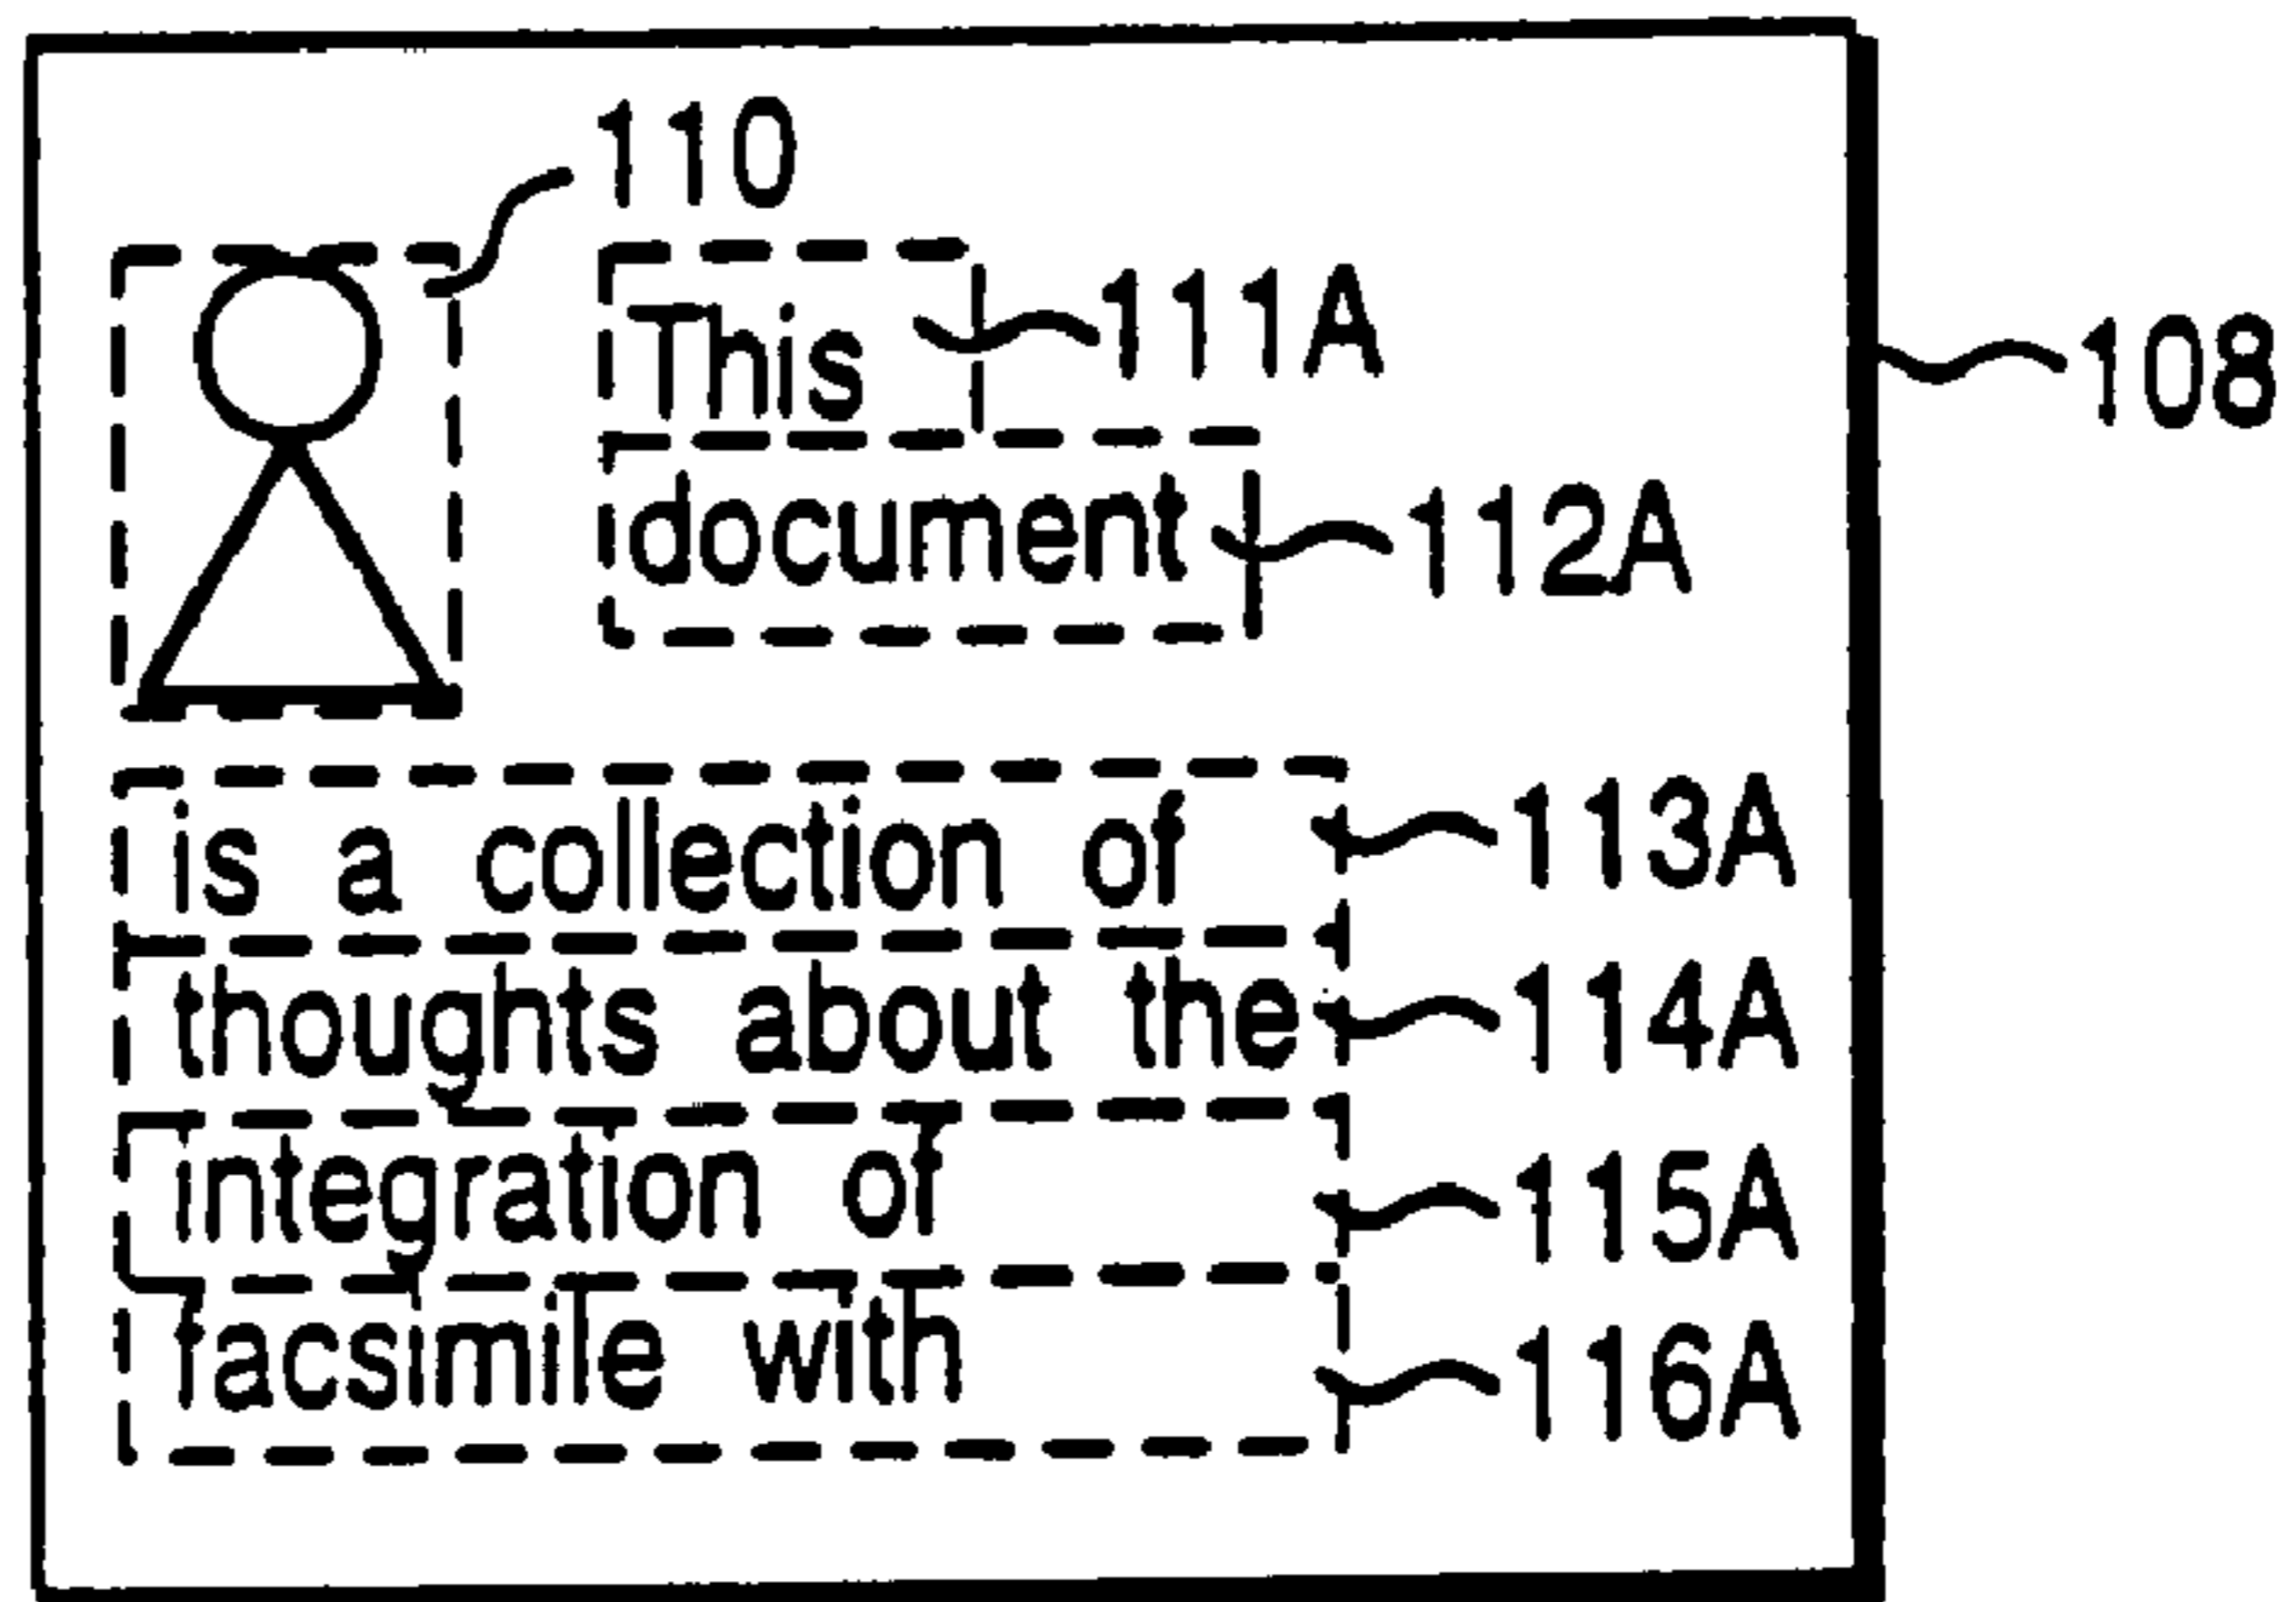 110
This 111A
108
document 112A
is a collection of 113A
thoughts about the 114A
integration of 115A
facsimile with 116A